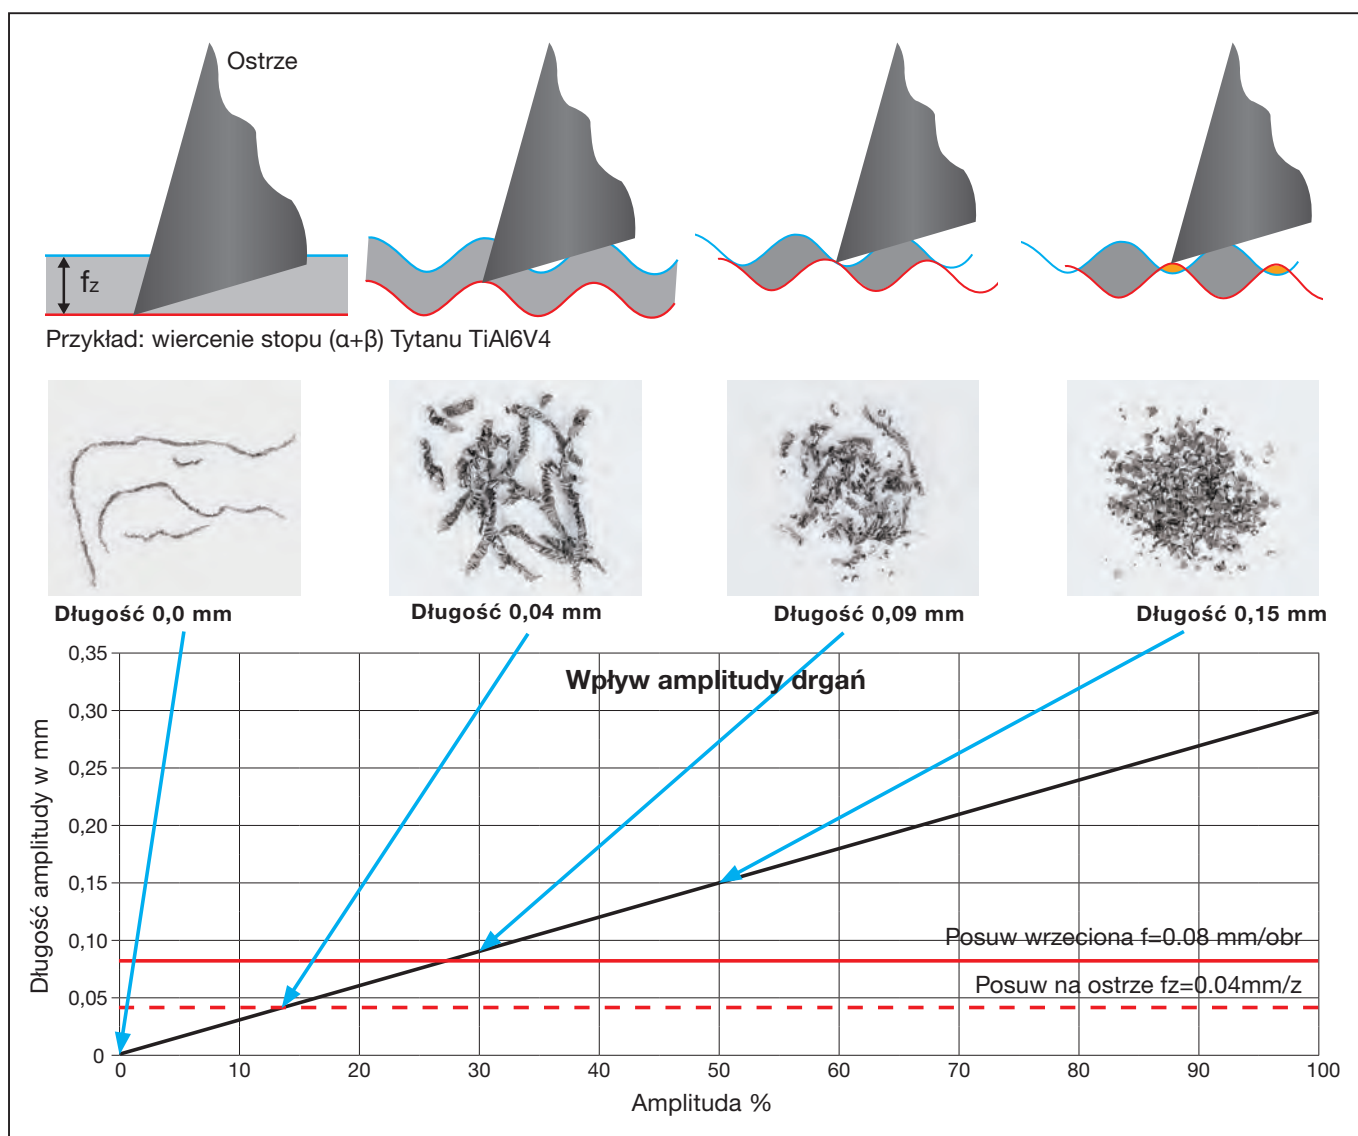 Ostrze
fz
Przykład: wiercenie stopu (α+β) Tytanu TiAl6V4
Długość 0,0 mm
Długość 0,04 mm
Długość 0,09 mm
Długość 0,15 mm
Wpływ amplitudy drgań
Długość amplitudy w mm
0,35
0,30
0,25
0,20
0,15
0,10
0,05
0
Posuw wrzeciona f=0.08 mm/obr
Posuw na ostrze fz=0.04mm/z
0 10 20 30 40 50 60 70 80 90 100
Amplituda %